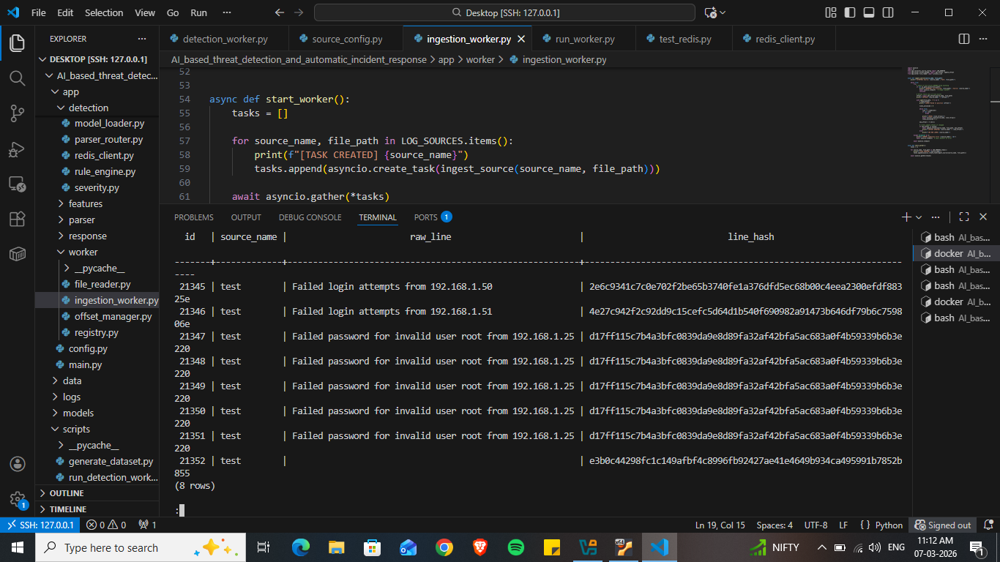 File Edit Selection View Go Run ··· Desktop [SSH: 127.0.0.1]
EXPLORER ···
DESKTOP [SSH: 127.0.0.1]
AI_based_threat_detec...
app
detection
model_loader.py
parser_router.py
redis_client.py
rule_engine.py
severity.py
features
parser
response
worker
__pycache__
file_reader.py
ingestion_worker.py
offset_manager.py
registry.py
config.py
main.py
data
logs
models
scripts
__pycache__
generate_dataset.py
run_detection_work...
OUTLINE
TIMELINE
1
detection_worker.py source_config.py ingestion_worker.py run_worker.py test_redis.py redis_client.py
AI_based_threat_detection_and_automatic_incident_response > app > worker > ingestion_worker.py
52
53
54 async def start_worker():
55 tasks = []
56
57 for source_name, file_path in LOG_SOURCES.items():
58 print(f"[TASK CREATED] {source_name}")
59 tasks.append(asyncio.create_task(ingest_source(source_name, file_path)))
60
61 await asyncio.gather(*tasks)
PROBLEMS OUTPUT DEBUG CONSOLE TERMINAL PORTS 1
id | source_name | raw_line | line_hash
-------+-------------+---------------------------------------------------+------------------------------------------------------
----
21345 | test | Failed login attempts from 192.168.1.50 | 2e6c9341c7c0e702f2be65b3740fe1a376dfd5ec68b00c4eea2300efdf883
25e
21346 | test | Failed login attempts from 192.168.1.51 | 4e27c942f2c92dd9c15cefc5d64d1b540f690982a91473b646df79b6c7598
06e
21347 | test | Failed password for invalid user root from 192.168.1.25 | d17ff115c7b4a3bfc0839da9e8d89fa32af42bfa5ac683a0f4b59339b6b3e
220
21348 | test | Failed password for invalid user root from 192.168.1.25 | d17ff115c7b4a3bfc0839da9e8d89fa32af42bfa5ac683a0f4b59339b6b3e
220
21349 | test | Failed password for invalid user root from 192.168.1.25 | d17ff115c7b4a3bfc0839da9e8d89fa32af42bfa5ac683a0f4b59339b6b3e
220
21350 | test | Failed password for invalid user root from 192.168.1.25 | d17ff115c7b4a3bfc0839da9e8d89fa32af42bfa5ac683a0f4b59339b6b3e
220
21351 | test | Failed password for invalid user root from 192.168.1.25 | d17ff115c7b4a3bfc0839da9e8d89fa32af42bfa5ac683a0f4b59339b6b3e
220
21352 | test | | e3b0c44298fc1c149afbf4c8996fb92427ae41e4649b934ca495991b7852b
855
(8 rows)
:
bash AI_bas...
docker AI_b...
bash AI_bas...
bash AI_bas...
docker AI_b...
bash AI_bas...
SSH: 127.0.0.1 0 0 1 Ln 19, Col 15 Spaces: 4 UTF-8 LF { } Python Signed out
Type here to search NIFTY ENG 11:12 AM
07-03-2026
1